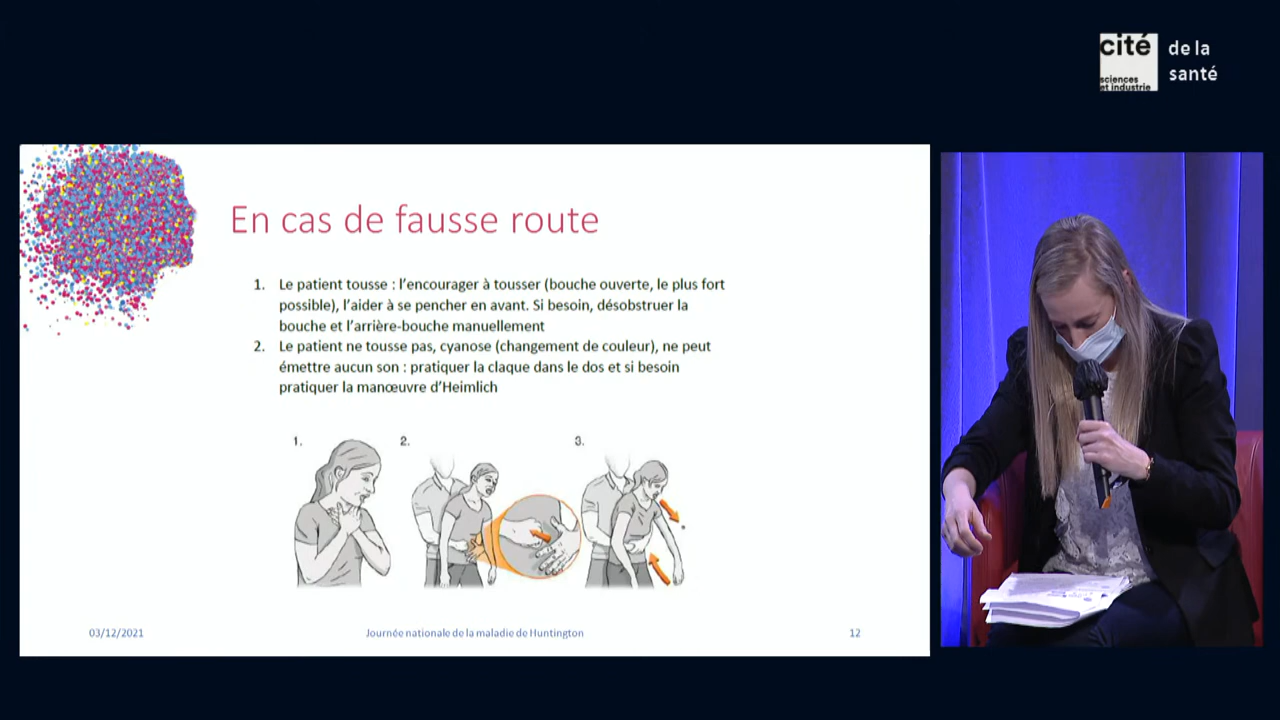 cité
sciences
et industrie
de la
santé
En cas de fausse route
1. Le patient tousse : l'encourager à tousser (bouche ouverte, le plus fort
possible), l'aider à se pencher en avant. Si besoin, désobstruer la
bouche et l'arrière-bouche manuellement
2. Le patient ne tousse pas, cyanose (changement de couleur), ne peut
émettre aucun son : pratiquer la claque dans le dos et si besoin
pratiquer la manœuvre d'Heimlich
1. 2. 3.
03/12/2021 Journée nationale de la maladie de Huntington 12